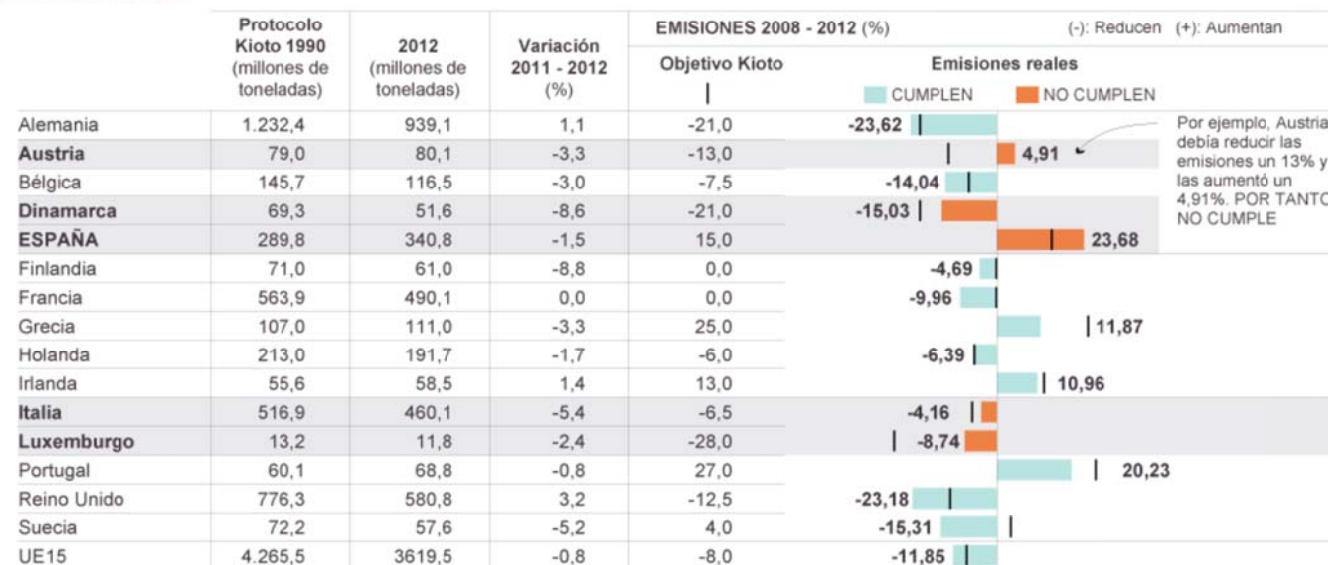 Protocolo Kioto 1990 (millones de toneladas) 2012 (millones de toneladas) Variación 2011 - 2012 (%) EMISIONES 2008 - 2012 (%) (-): Reducen (+): Aumentan
Objetivo Kioto Emisiones reales
CUMPLEN NO CUMPLEN
Alemania 1.232,4 939,1 1,1 -21,0 -23,62
Austria 79,0 80,1 -3,3 -13,0 4,91
Por ejemplo, Austria
debía reducir las
emisiones un 13% y
las aumentó un
4,91%. POR TANTO
NO CUMPLE
Bélgica 145,7 116,5 -3,0 -7,5 -14,04
Dinamarca 69,3 51,6 -8,6 -21,0 -15,03
ESPAÑA 289,8 340,8 -1,5 15,0 23,68
Finlandia 71,0 61,0 -8,8 0,0 -4,69
Francia 563,9 490,1 0,0 0,0 -9,96
Grecia 107,0 111,0 -3,3 25,0 11,87
Holanda 213,0 191,7 -1,7 -6,0 -6,39
Irlanda 55,6 58,5 1,4 13,0 10,96
Italia 516,9 460,1 -5,4 -6,5 -4,16
Luxemburgo 13,2 11,8 -2,4 -28,0 -8,74
Portugal 60,1 68,8 -0,8 27,0 20,23
Reino Unido 776,3 580,8 3,2 -12,5 -23,18
Suecia 72,2 57,6 -5,2 4,0 -15,31
UE15 4.265,5 3619,5 -0,8 -8,0 -11,85